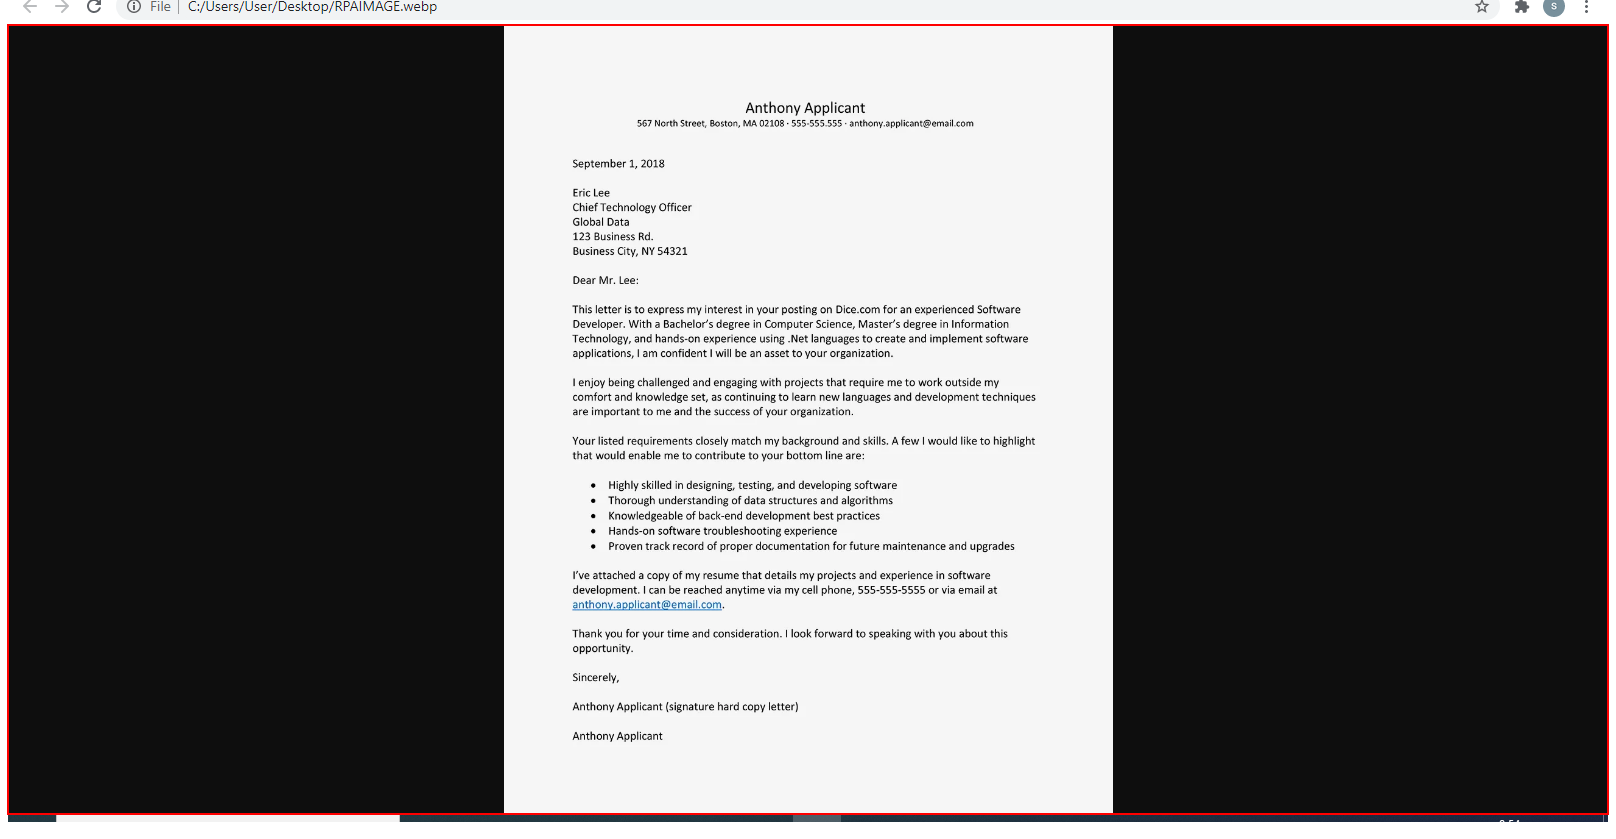 File | C:/Users/User/Desktop/RPAIMAGE.webp
S
Anthony Applicant
567 North Street, Boston, MA 02108 · 555-555.555 · anthony.applicant@email.com
September 1, 2018
Eric Lee
Chief Technology Officer
Global Data
123 Business Rd.
Business City, NY 54321
Dear Mr. Lee:
This letter is to express my interest in your posting on Dice.com for an experienced Software
Developer. With a Bachelor’s degree in Computer Science, Master’s degree in Information
Technology, and hands-on experience using .Net languages to create and implement software
applications, I am confident I will be an asset to your organization.
I enjoy being challenged and engaging with projects that require me to work outside my
comfort and knowledge set, as continuing to learn new languages and development techniques
are important to me and the success of your organization.
Your listed requirements closely match my background and skills. A few I would like to highlight
that would enable me to contribute to your bottom line are:
• Highly skilled in designing, testing, and developing software
• Thorough understanding of data structures and algorithms
• Knowledgeable of back-end development best practices
• Hands-on software troubleshooting experience
• Proven track record of proper documentation for future maintenance and upgrades
I’ve attached a copy of my resume that details my projects and experience in software
development. I can be reached anytime via my cell phone, 555-555-5555 or via email at
anthony.applicant@email.com.
Thank you for your time and consideration. I look forward to speaking with you about this
opportunity.
Sincerely,
Anthony Applicant (signature hard copy letter)
Anthony Applicant